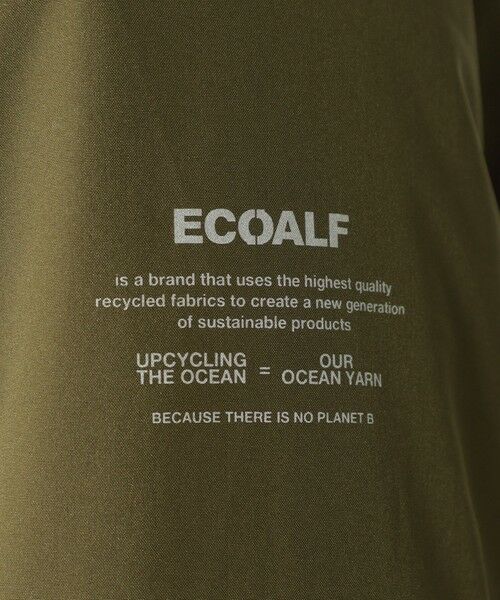 ECOALF
is a brand that uses the highest quality
recycled fabrics to create a new generation
of sustainable products
UPCYCLING
THE OCEAN
=
OUR
OCEAN YARN
BECAUSE THERE IS NO PLANET B